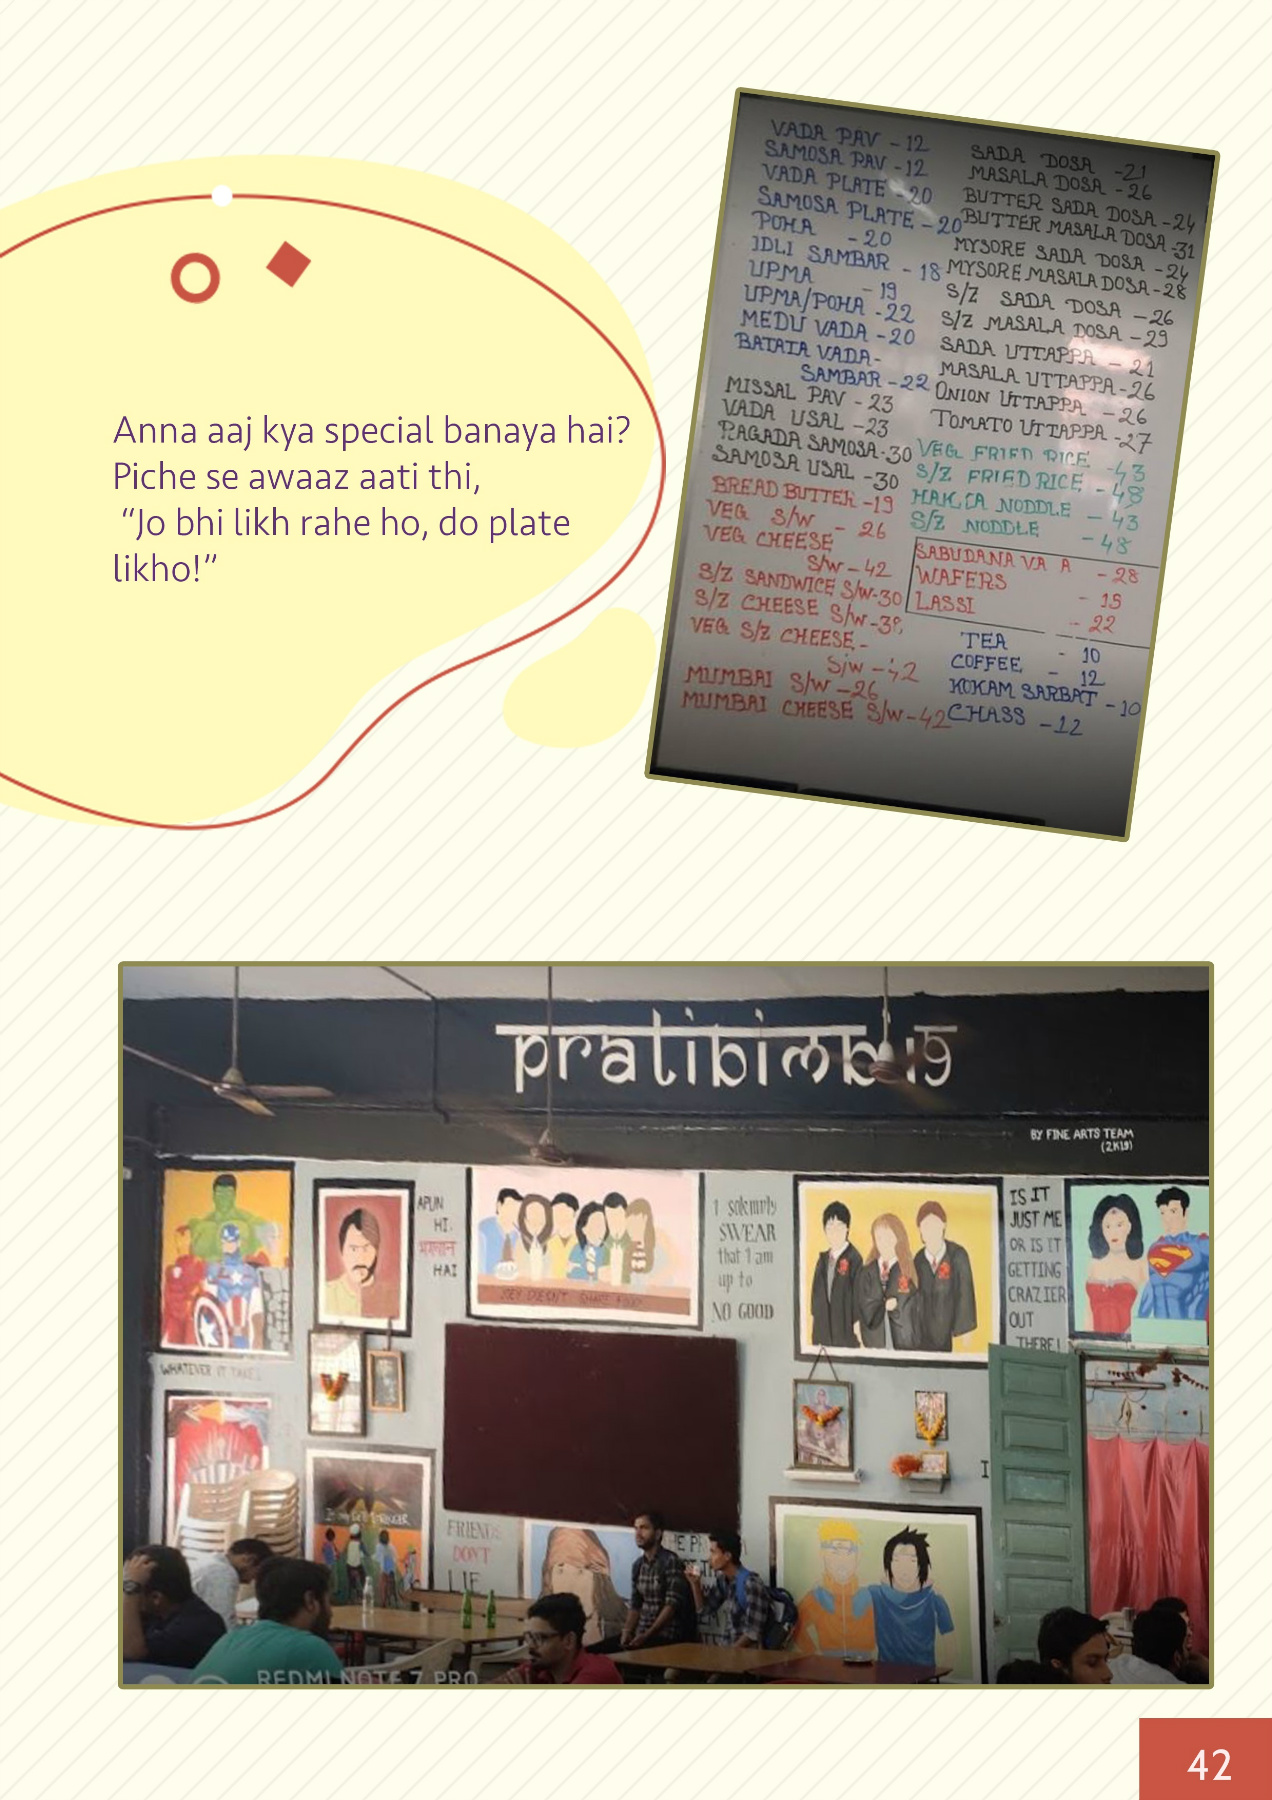 Anna aaj kya special banaya hai?
Piche se awaaz aati thi,
“Jo bhi likh rahe ho, do plate
likho!”
VADA PAV - 12
SAMOSA PAV - 12
VADA PLATE - 20
SAMOSA PLATE - 20
POHA - 20
IDLI SAMBAR - 18
UPMA - 19
UPMA/POHA - 22
MEDU VADA - 20
BATATA VADA-
SAMBAR - 22
MISSAL PAV - 23
VADA USAL - 23
RAGADA SAMOSA - 30
SAMOSA USAL - 30
BREAD BUTTER - 19
VEG S/W - 26
VEG CHEESE
S/W - 42
S/Z SANDWICE S/W-30
S/Z CHEESE S/W-
VEG S/Z CHEESE -
S/W - 42
MUMBAI S/W - 26
MUMBAI CHEESE S/W - 42
SADA DOSA - 21
MASALA DOSA - 26
BUTTER SADA DOSA - 24
BUTTER MASALA DOSA - 31
MYSORE SADA DOSA - 24
MYSORE MASALA DOSA - 28
S/Z SADA DOSA - 26
S/Z MASALA DOSA - 29
SADA UTTAPPA - 21
MASALA UTTAPPA - 26
ONION UTTAPPA - 26
TOMATO UTTAPPA - 27
VEG FRIED RICE - 43
S/Z FRIED RICE - 48
HAKKA NODDLE - 43
S/Z NODDLE - 48
SABUDANA VA A - 28
WAFERS - 15
LASSI - 22
TEA - 10
COFFEE - 12
KOKAM SARBAT - 10
CHASS - 12
pratibimb 19
BY FINE ARTS TEAM
(2K19)
APUN
HI
भगवान
HAI
JOEY DOESN'T SHARE FOOD
I solemnly
SWEAR
that I am
up to
NO GOOD
IS IT
JUST ME
OR IS IT
GETTING
CRAZIER
OUT
THERE!
WHATEVER IT TAKES
FRIENDS
DON'T
LIE
REDMI NOTE 7 PRO
42